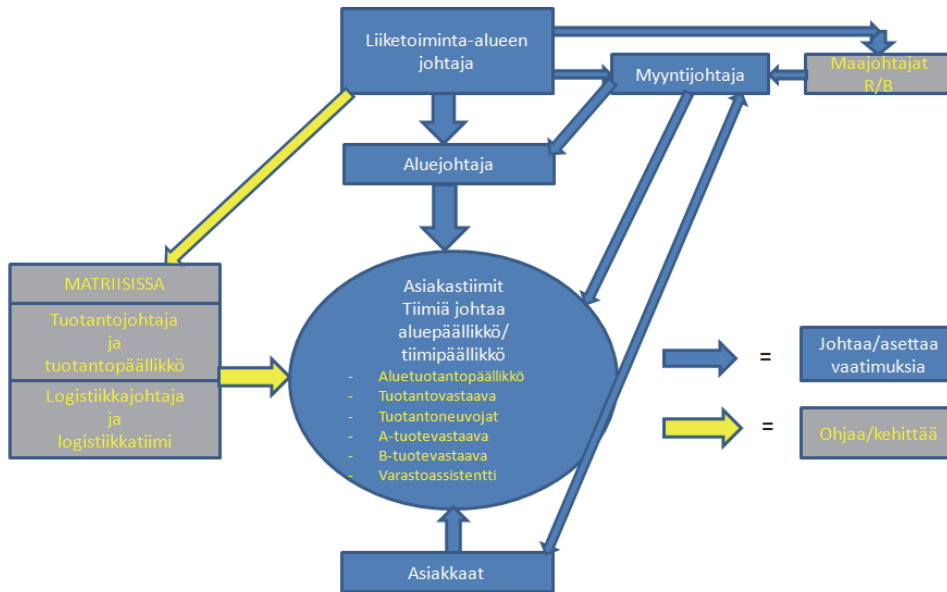 Liiketoiminta-alueen
johtaja
Myyntijohtaja
Maajohtajat
R/B
Aluejohtaja
MATRIISISSA
Tuotantojohtaja
ja
tuotantopäällikkö
Logistiikkajohtaja
ja
logistiikkatiimi
Asiakastiimit
Tiimiä johtaa
aluepäällikkö/
tiimipäällikkö
- Aluetuotantopäällikkö
- Tuotantovastaava
- Tuotantoneuvojat
- A-tuotevastaava
- B-tuotevastaava
- Varastoassistentti
= Johtaa/asettaa
vaatimuksia
= Ohjaa/kehittää
Asiakkaat